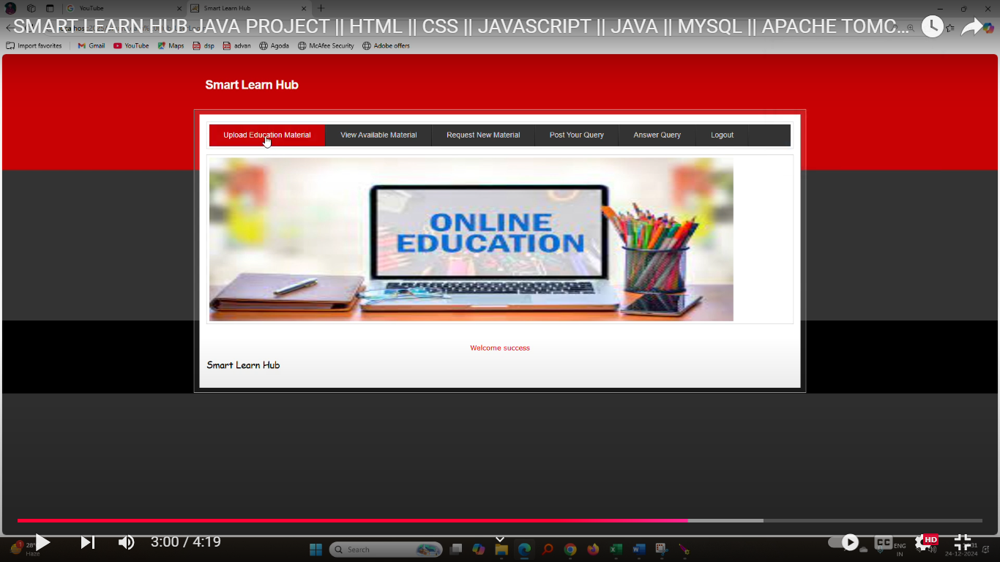 YouTube
Smart Learn Hub
SMART LEARN HUB JAVA PROJECT || HTML || CSS || JAVASCRIPT || JAVA || MYSQL || APACHE TOMC...
Import favorites
Gmail
YouTube
Maps
dsp
advan
Agoda
McAfee Security
Adobe offers
Smart Learn Hub
Upload Education Material
View Available Material
Request New Material
Post Your Query
Answer Query
Logout
ONLINE
EDUCATION
Welcome success
Smart Learn Hub
3:00 / 4:19
CC
HD
28°
Haze
Search
ENG
IN
24-12-2024